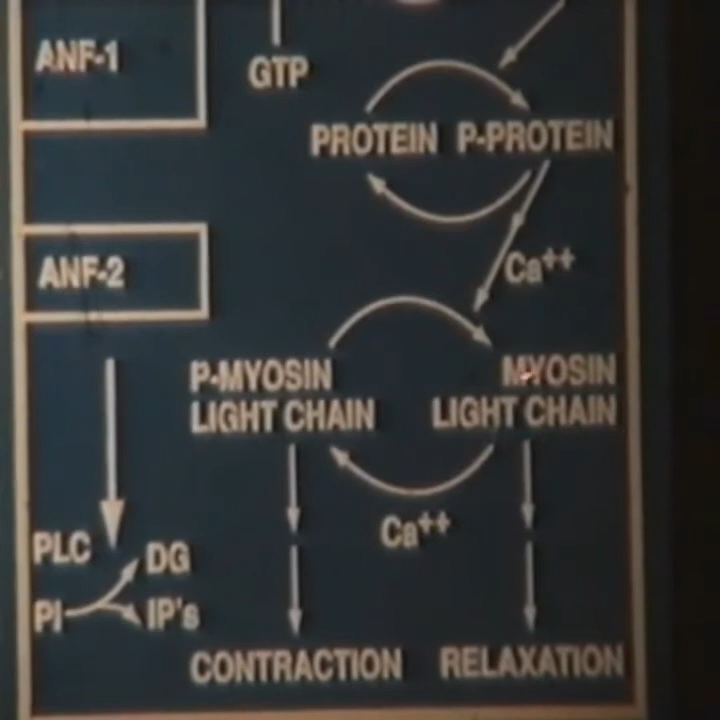 ANF-1
GTP
PROTEIN P-PROTEIN
ANF-2
Ca++
P-MYOSIN
LIGHT CHAIN
MYOSIN
LIGHT CHAIN
Ca++
PLC
DG
PI
IP's
CONTRACTION
RELAXATION